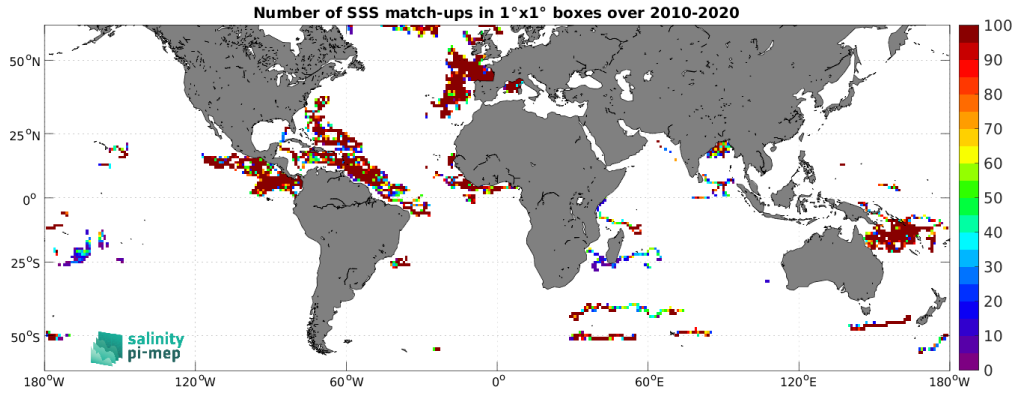 Number of SSS match-ups in 1°x1° boxes over 2010-2020
100
90
80
70
60
50
40
30
20
10
0
50°N
25°N
0°
25°S
50°S
salinity
pi-mep
180°W
120°W
60°W
0°
60°E
120°E
180°W